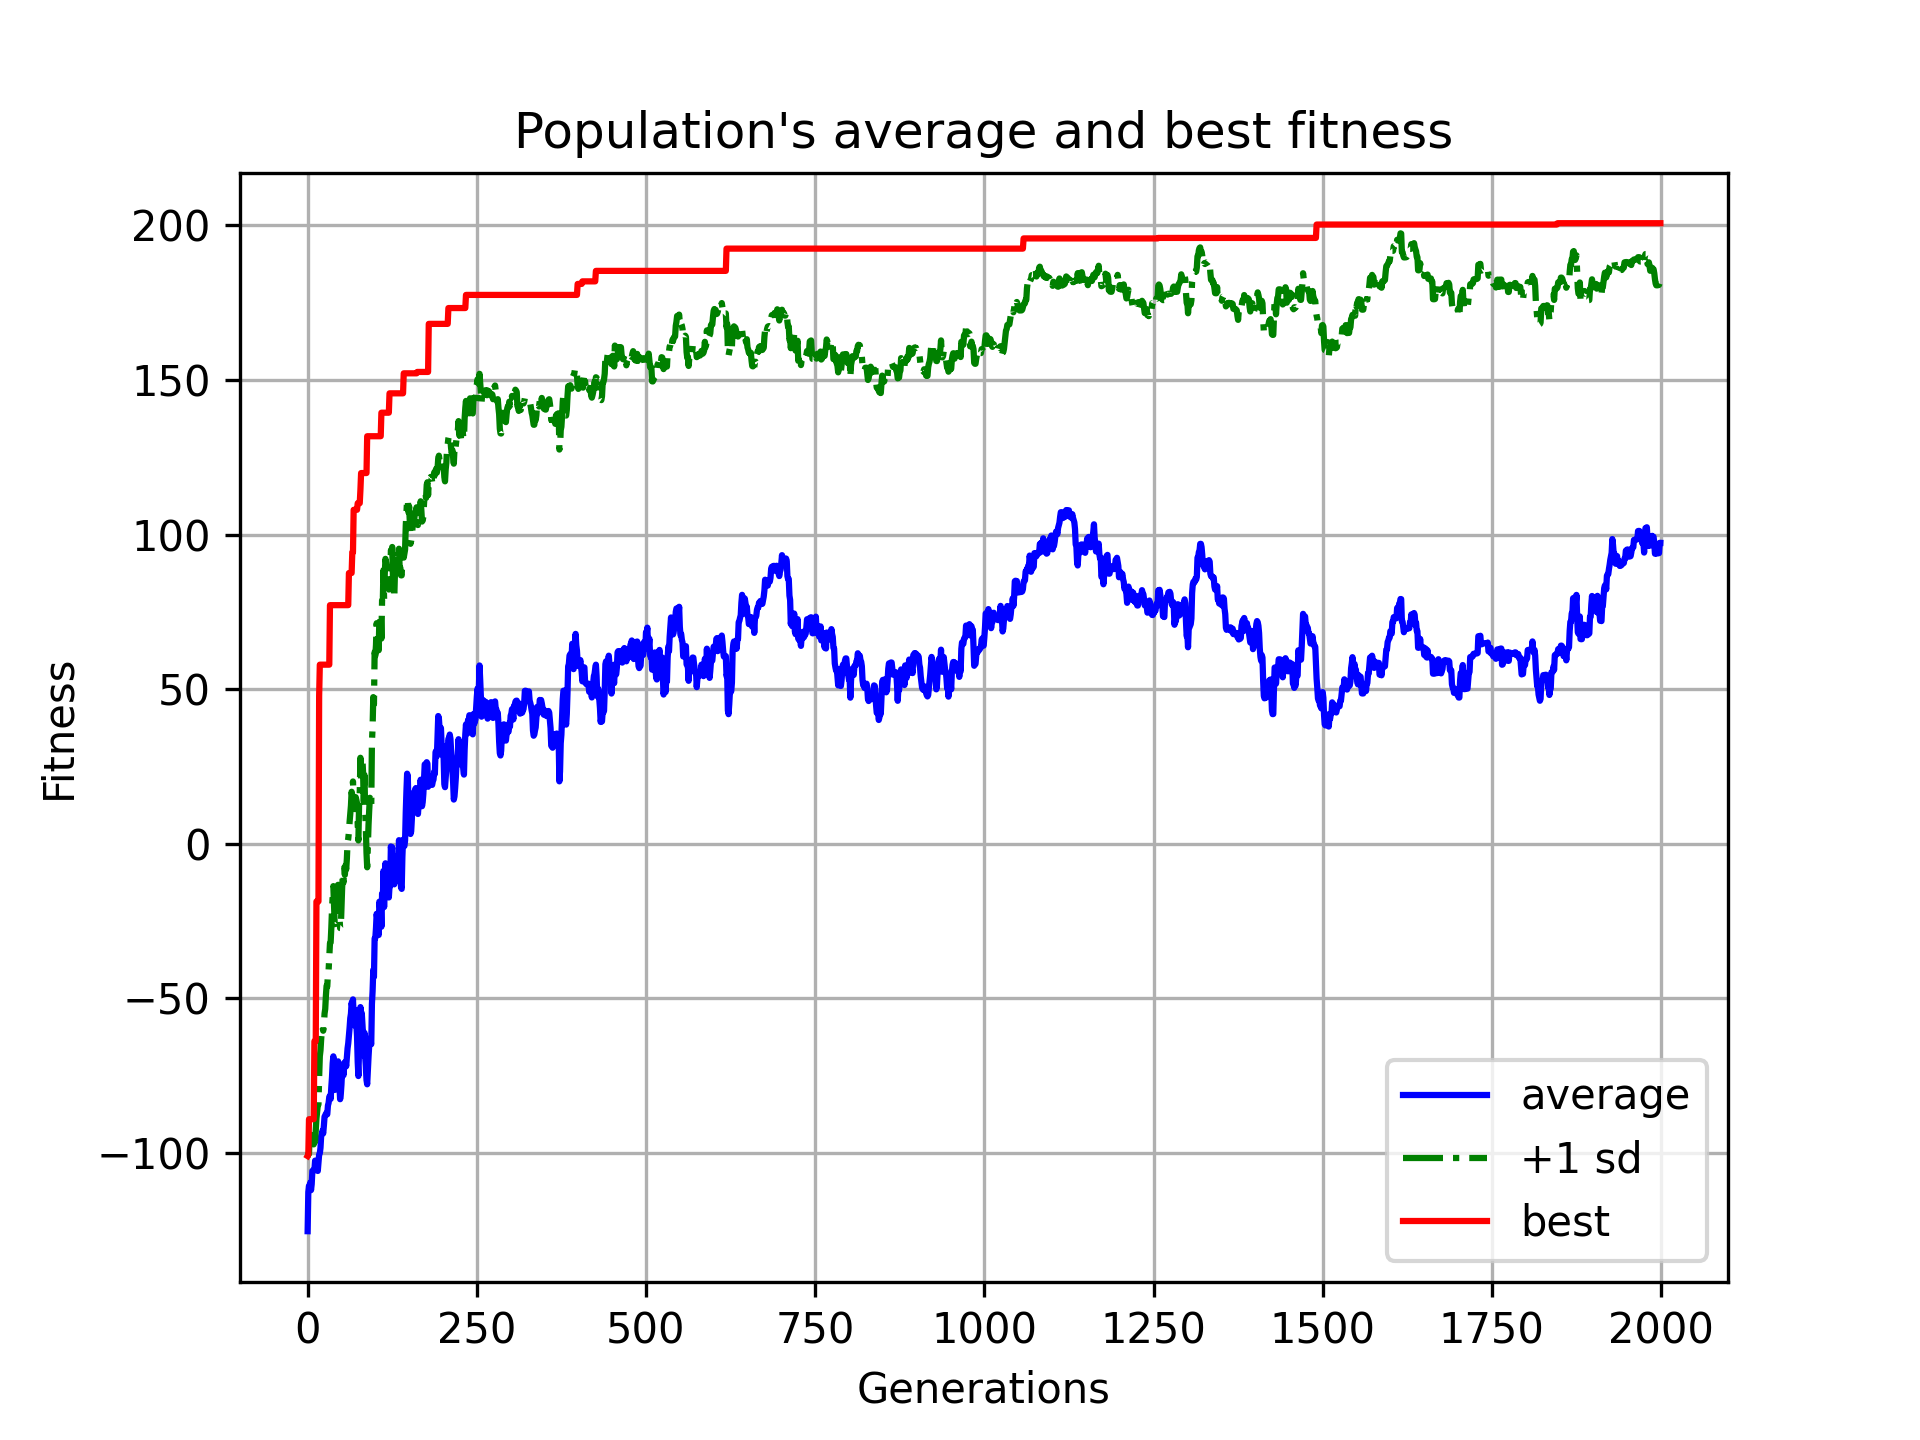 Population's average and best fitness
Fitness
200
150
100
50
0
−50
−100
0 250 500 750 1000 1250 1500 1750 2000
Generations
average
+1 sd
best